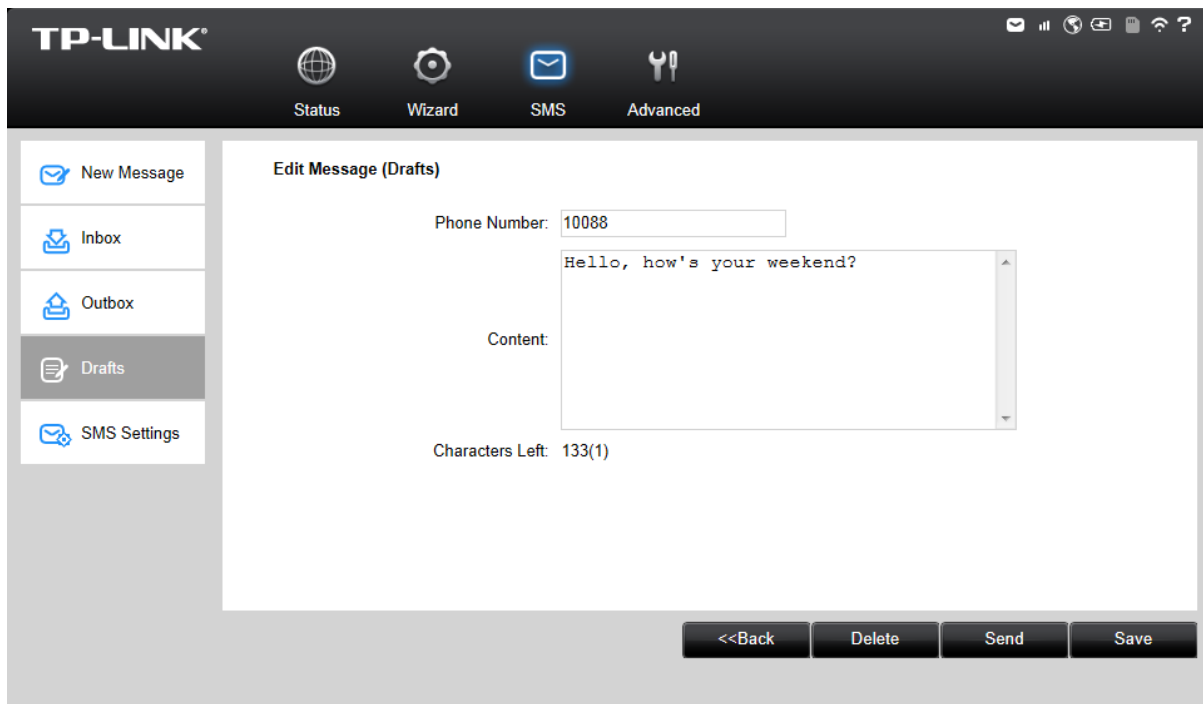 TP-LINK®
?
Status Wizard SMS Advanced
New Message
Inbox
Outbox
Drafts
SMS Settings
Edit Message (Drafts)
Phone Number: 10088
Content: Hello, how's your weekend?
Characters Left: 133(1)
<<Back Delete Send Save